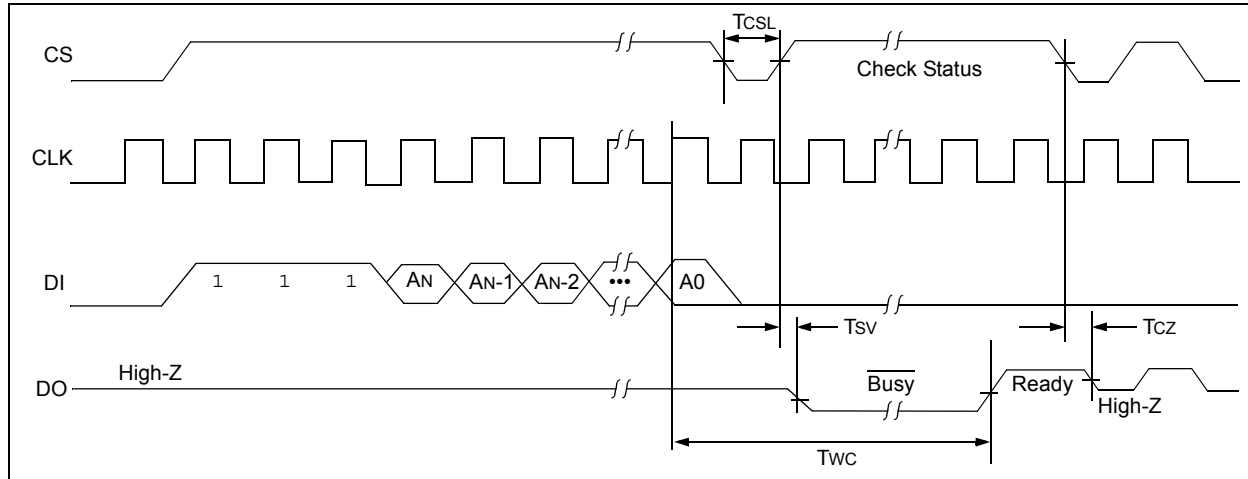 TCSL
CS
Check Status
CLK
DI 1 1 1 AN AN-1 AN-2 ••• A0
TSV TCZ
High-Z
DO
Busy Ready
High-Z
TWC